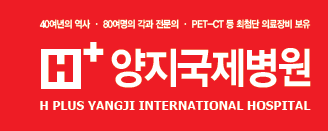 40여년의 역사 · 80여명의 각과 전문의 · PET-CT 등 최첨단 의료장비 보유
H+ 양지국제병원
H PLUS YANGJI INTERNATIONAL HOSPITAL